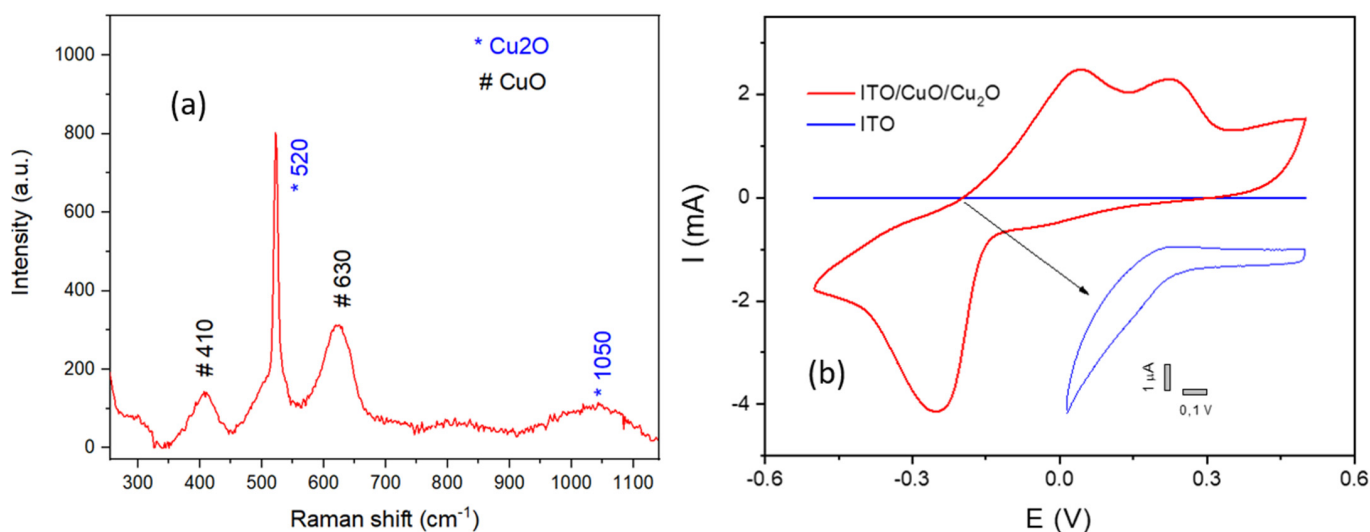 (a)
* Cu2O
# CuO
Intensity (a.u.)
1000
800
600
400
200
0
# 410
* 520
# 630
* 1050
300 400 500 600 700 800 900 1000 1100
Raman shift (cm⁻¹)
(b)
ITO/CuO/Cu₂O
ITO
I (mA)
2
0
-2
-4
1 µA
0,1 V
-0.6 -0.3 0.0 0.3 0.6
E (V)